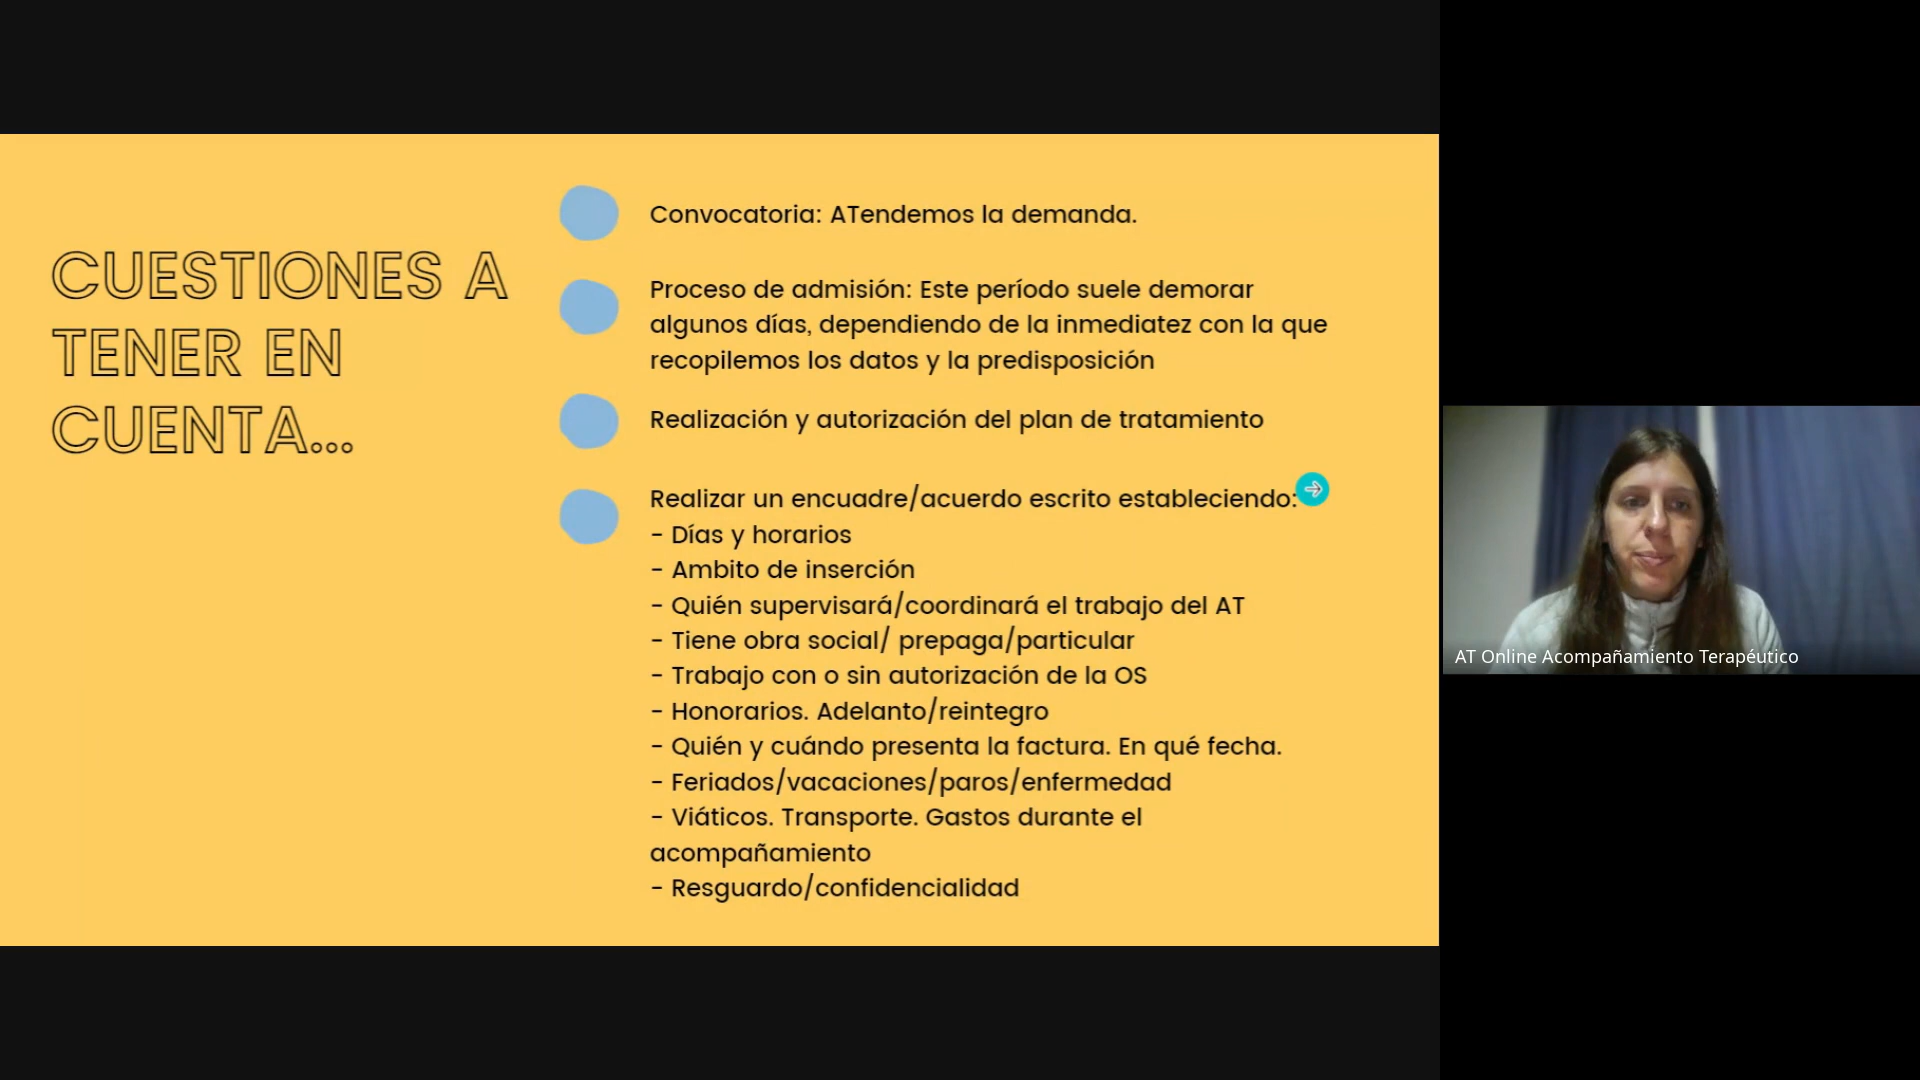 CUESTIONES A
TENER EN
CUENTA...
Convocatoria: ATendemos la demanda.
Proceso de admisión: Este período suele demorar
algunos días, dependiendo de la inmediatez con la que
recopilemos los datos y la predisposición
Realización y autorización del plan de tratamiento
Realizar un encuadre/acuerdo escrito estableciendo:
- Días y horarios
- Ambito de inserción
- Quién supervisará/coordinará el trabajo del AT
- Tiene obra social/ prepaga/particular
- Trabajo con o sin autorización de la OS
- Honorarios. Adelanto/reintegro
- Quién y cuándo presenta la factura. En qué fecha.
- Feriados/vacaciones/paros/enfermedad
- Viáticos. Transporte. Gastos durante el
acompañamiento
- Resguardo/confidencialidad
AT Online Acompañamiento Terapéutico